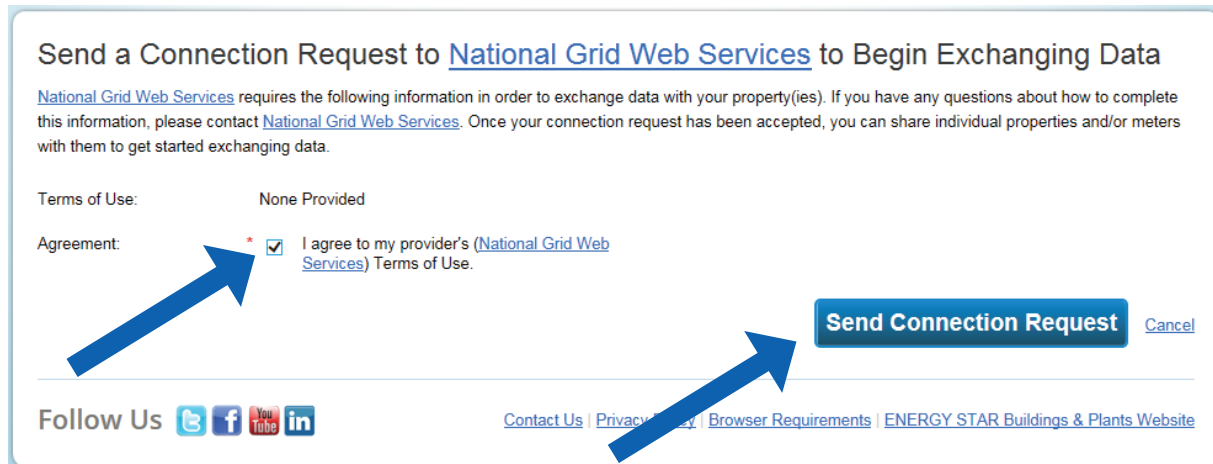 Send a Connection Request to National Grid Web Services to Begin Exchanging Data
National Grid Web Services requires the following information in order to exchange data with your property(ies). If you have any questions about how to complete
this information, please contact National Grid Web Services. Once your connection request has been accepted, you can share individual properties and/or meters
with them to get started exchanging data.
Terms of Use: None Provided
Agreement: * I agree to my provider's (National Grid Web
Services) Terms of Use.
Send Connection Request Cancel
Follow Us You Tube in Contact Us | Privacy | Browser Requirements | ENERGY STAR Buildings & Plants Website